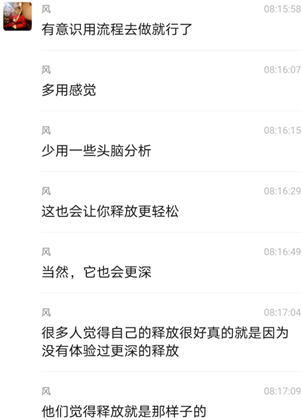 风 08:15:58
有意识用流程去做就行了
风 08:16:07
多用感觉
风 08:16:15
少用一些头脑分析
风 08:16:29
这也会让你释放更轻松
风 08:16:49
当然，它也会更深
风 08:17:04
很多人觉得自己的释放很好真的就是因为
没有体验过更深的释放
风 08:17:09
他们觉得释放就是那样子的